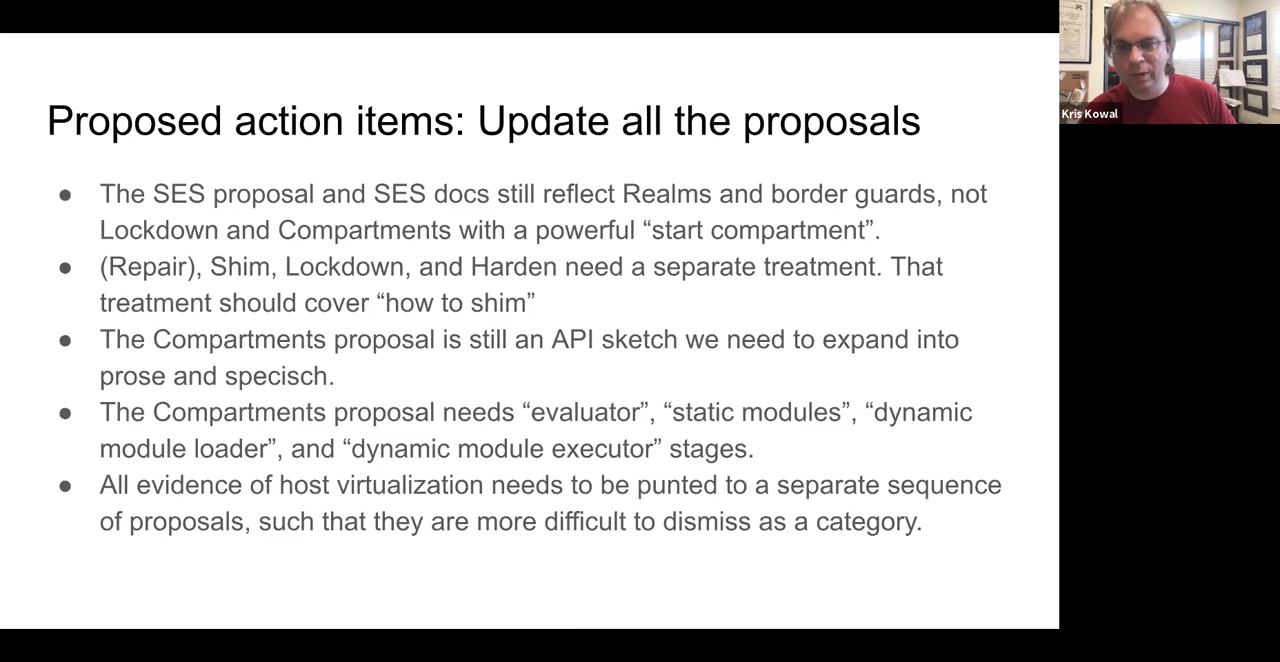 Proposed action items: Update all the proposals
● The SES proposal and SES docs still reflect Realms and border guards, not
Lockdown and Compartments with a powerful “start compartment”.
● (Repair), Shim, Lockdown, and Harden need a separate treatment. That
treatment should cover “how to shim”
● The Compartments proposal is still an API sketch we need to expand into
prose and specisch.
● The Compartments proposal needs “evaluator”, “static modules”, “dynamic
module loader”, and “dynamic module executor” stages.
● All evidence of host virtualization needs to be punted to a separate sequence
of proposals, such that they are more difficult to dismiss as a category.
Kris Kowal